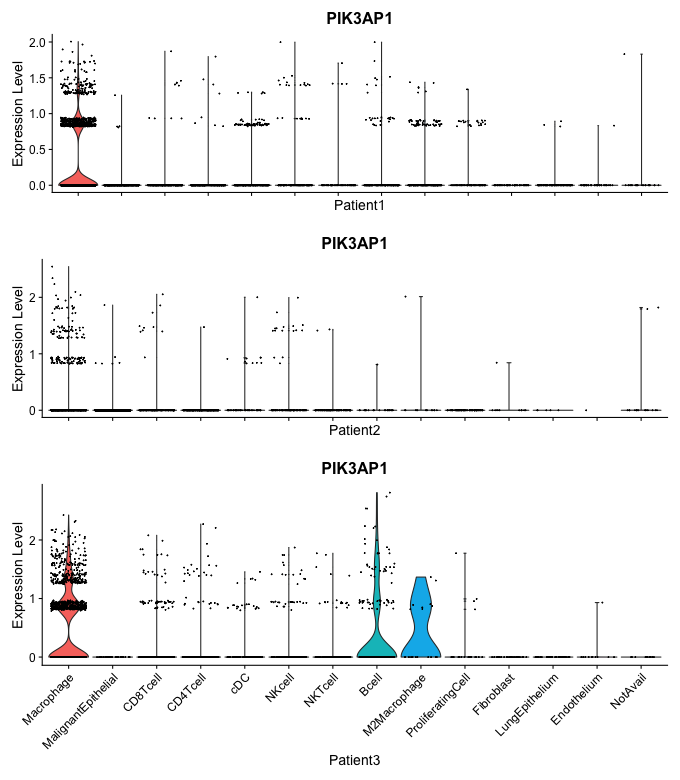 PIK3AP1
Expression Level
2.0
1.5
1.0
0.5
0.0
Patient1
PIK3AP1
Expression Level
2
1
0
Patient2
PIK3AP1
Expression Level
2
1
0
Macrophage
MalignantEpithelial
CD8Tcell
CD4Tcell
cDC
NKcell
NKTcell
Bcell
M2Macrophage
ProliferatingCell
Fibroblast
LungEpithelium
Endothelium
NotAvail
Patient3